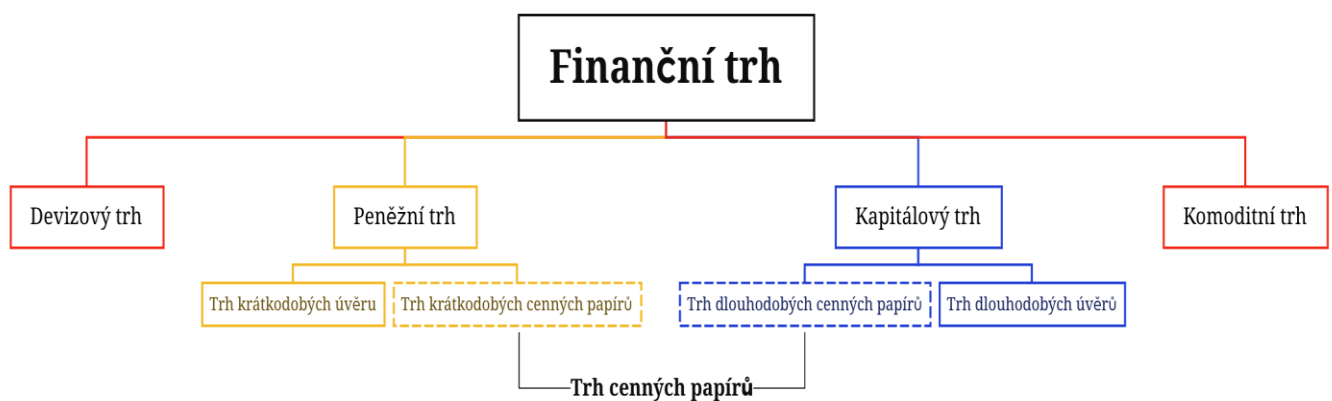 Finanční trh
Devizový trh
Peněžní trh
Kapitálový trh
Komoditní trh
Trh krátkodobých úvěru
Trh krátkodobých cenných papírů
Trh dlouhodobých cenných papírů
Trh dlouhodobých úvěrů
Trh cenných papírů